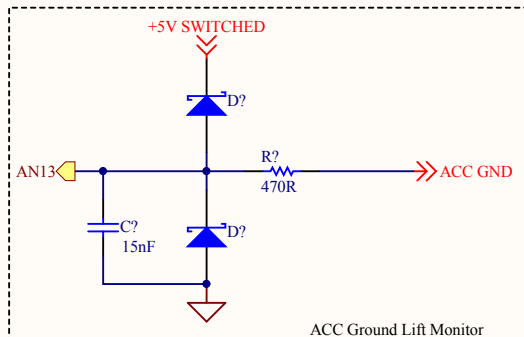 +5V SWITCHED
D?
R?
AN13
ACC GND
470R
C?
D?
15nF
ACC Ground Lift Monitor